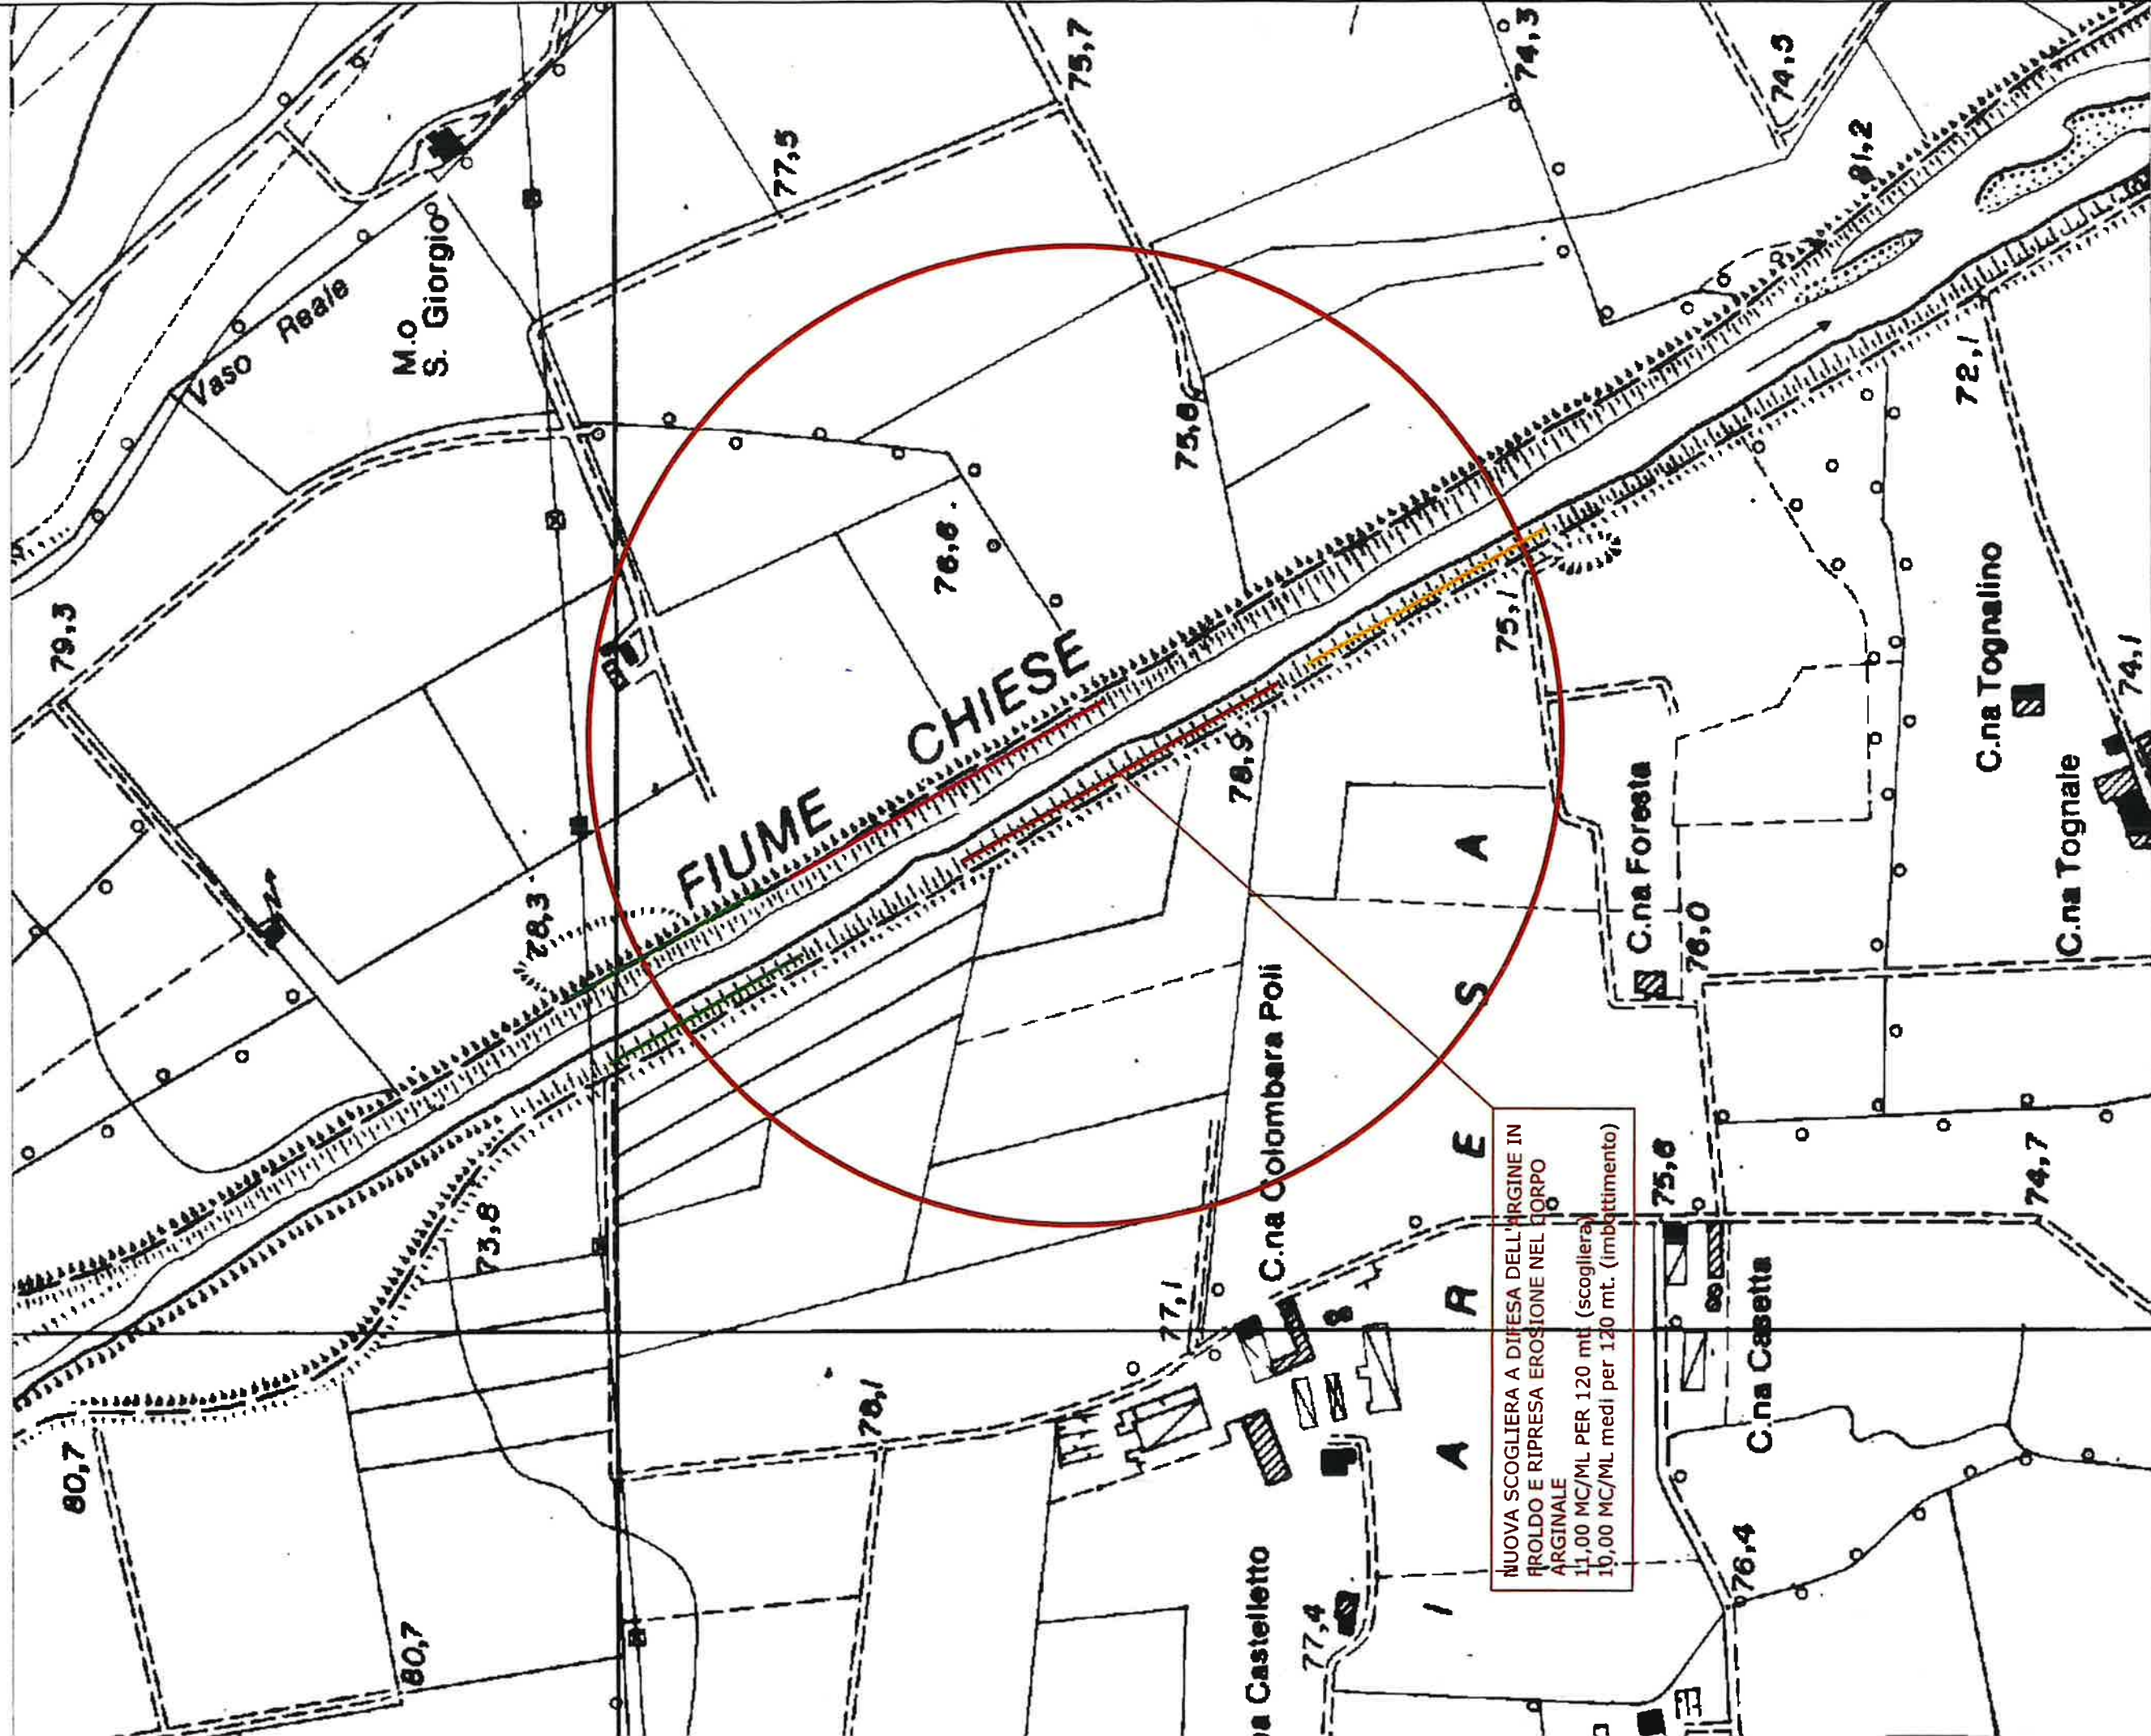 75,7
74,3
74,5
77,5
81,2
Vaso Reale
M.o
S. Giorgio
72,1
75,8
79,3
76,6
75,1
C.na Tognalino
74,1
FIUME CHIESE
78,9
78,3
C.na Foresta
C.na Tognale
76,0
C.na Colombara Poli
I A R E S A
73,8
77,1
75,6
74,7
NUOVA SCOGLIERA A DIFESA DELL'ARGINE IN
FROLDO E RIPRESA EROSIONE NEL CORPO
ARGINALE
11,00 MC/ML PER 120 mt. (scogliera)
10,00 MC/ML medi per 120 mt. (imbottimento)
C.na Casetta
80,7
78,1
76,4
77,4
80,7
na Castelletto